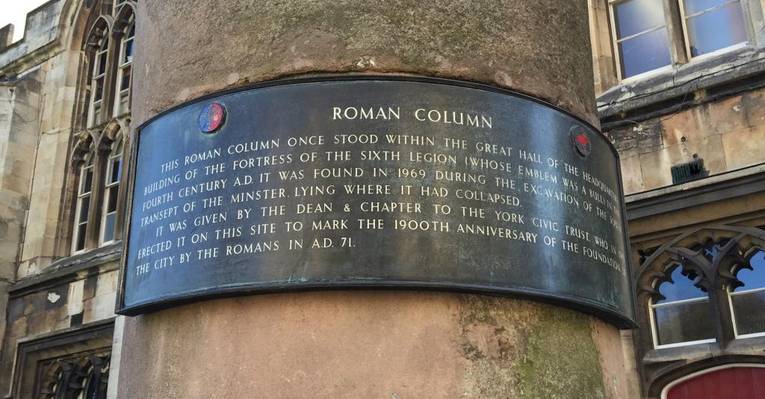 ROMAN COLUMN
THIS ROMAN COLUMN ONCE STOOD WITHIN THE GREAT HALL OF THE
BUILDING OF THE FORTRESS OF THE SIXTH LEGION (WHOSE EMBLEM WAS A BULL) IN
FOURTH CENTURY A.D. IT WAS FOUND IN 1969 DURING THE EXCAVATION OF THE
TRANSEPT OF THE MINSTER, LYING WHERE IT HAD COLLAPSED.
IT WAS GIVEN BY THE DEAN & CHAPTER TO THE YORK CIVIC TRUST WHO IN
ERECTED IT ON THIS SITE TO MARK THE 1900TH ANNIVERSARY OF THE FOUNDATION
THE CITY BY THE ROMANS IN A.D. 71.